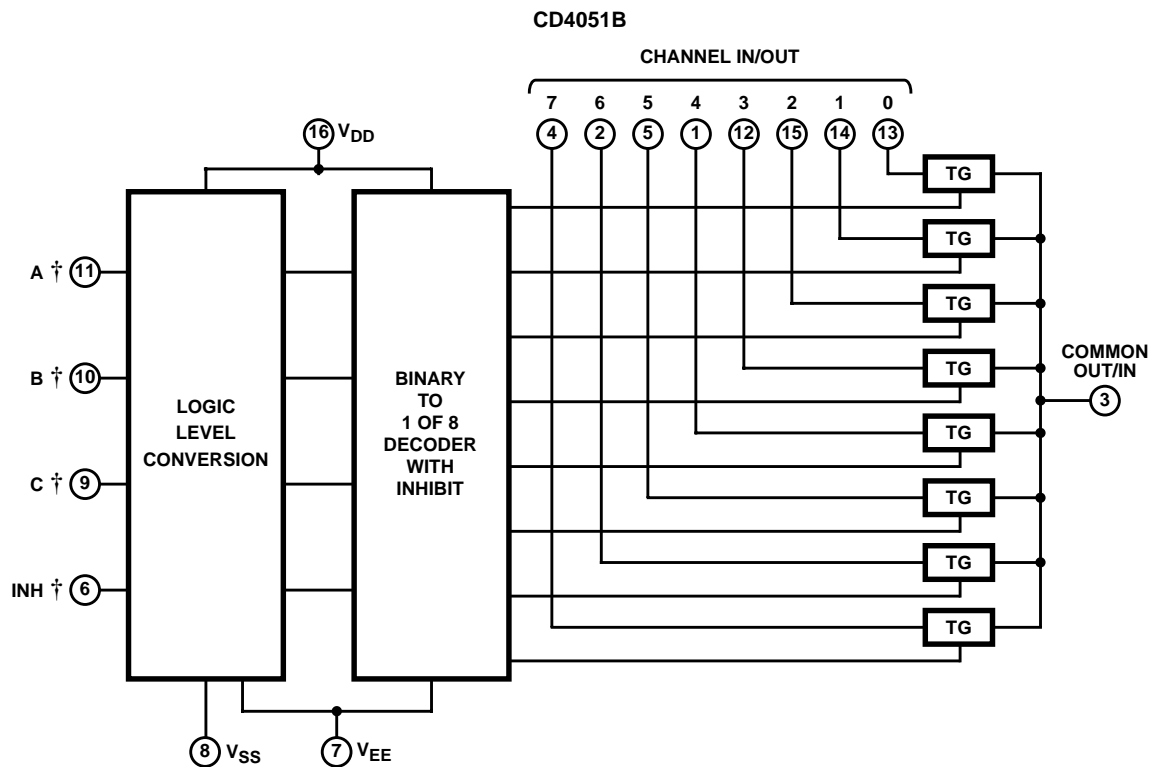 CD4051B
CHANNEL IN/OUT
7 6 5 4 3 2 1 0
4 2 5 1 12 15 14 13
16 VDD
TG
TG
TG
TG
TG
TG
TG
TG
A † 11
B † 10
C † 9
INH † 6
LOGIC
LEVEL
CONVERSION
BINARY
TO
1 OF 8
DECODER
WITH
INHIBIT
COMMON
OUT/IN
3
8 VSS
7 VEE